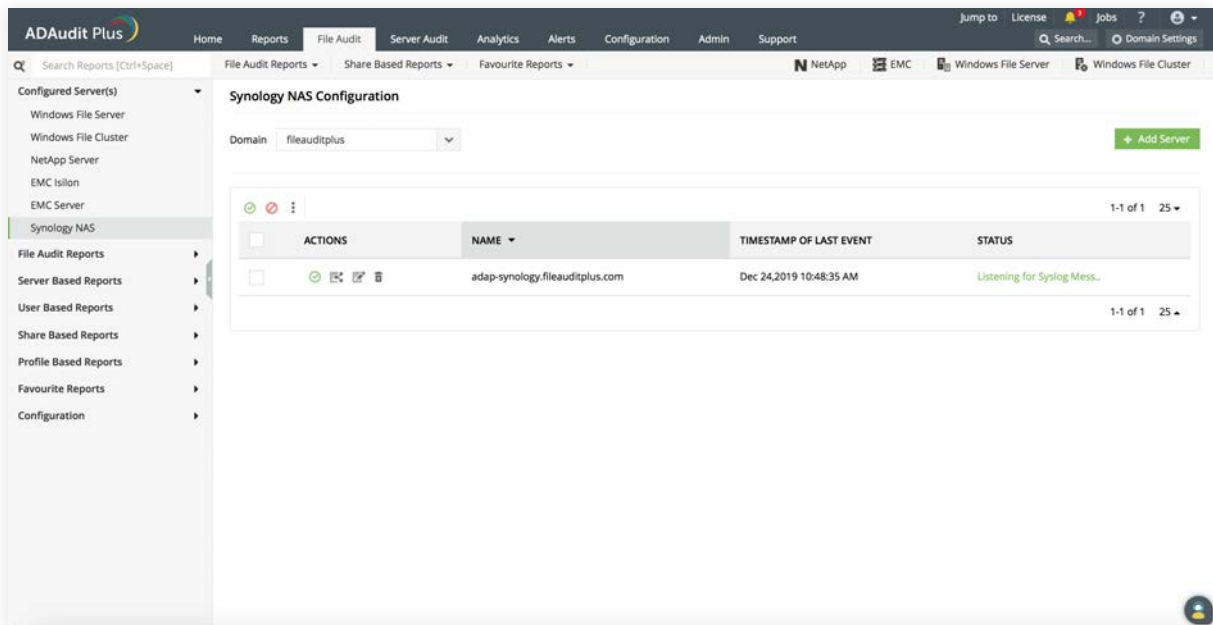 Jump to License 3 Jobs ?
ADAudit Plus
Home Reports File Audit Server Audit Analytics Alerts Configuration Admin Support
Search... Domain Settings
Search Reports [Ctrl+Space]
File Audit Reports Share Based Reports Favourite Reports
NetApp EMC Windows File Server Windows File Cluster
Configured Server(s)
Windows File Server
Windows File Cluster
NetApp Server
EMC Isilon
EMC Server
Synology NAS
File Audit Reports
Server Based Reports
User Based Reports
Share Based Reports
Profile Based Reports
Favourite Reports
Configuration
Synology NAS Configuration
Domain fileauditplus
+ Add Server
1-1 of 1 25
ACTIONS NAME TIMESTAMP OF LAST EVENT STATUS
adap-synology.fileauditplus.com Dec 24,2019 10:48:35 AM Listening for Syslog Mess..
1-1 of 1 25